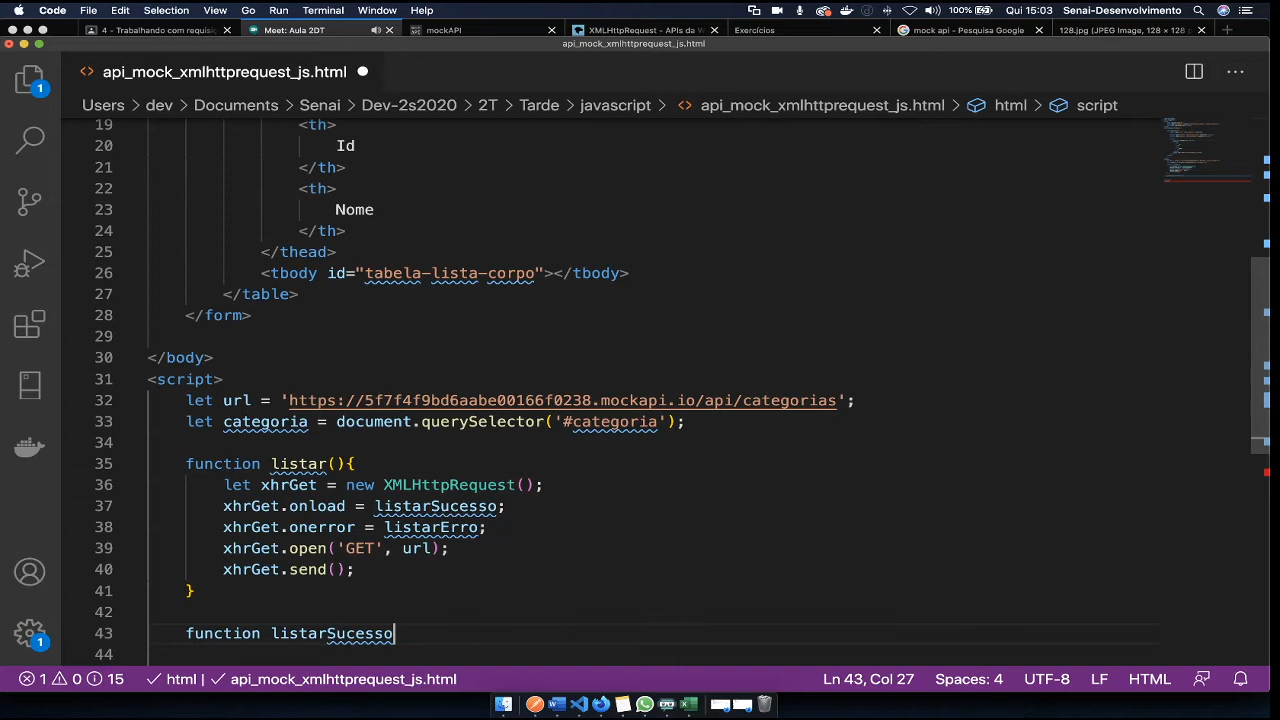 Code File Edit Selection View Go Run Terminal Window Help 100% Qui 15:03 Senai-Desenvolvimento
4 - Trabalhando com requisiç Meet: Aula 2DT mockAPI XMLHttpRequest - APIs da W Exercícios mock api - Pesquisa Google 128.jpg (JPEG Image, 128 × 128
api_mock_xmlhttprequest_js.html
<> api_mock_xmlhttprequest_js.html
Users > dev > Documents > Senai > Dev-2s2020 > 2T > Tarde > javascript > <> api_mock_xmlhttprequest_js.html > html > script
19 <th>
20 Id
21 </th>
22 <th>
23 Nome
24 </th>
25 </thead>
26 <tbody id="tabela-lista-corpo"></tbody>
27 </table>
28 </form>
29
30 </body>
31 <script>
32 let url = 'https://5f7f4f9bd6aabe00166f0238.mockapi.io/api/categorias';
33 let categoria = document.querySelector('#categoria');
34
35 function listar(){
36 let xhrGet = new XMLHttpRequest();
37 xhrGet.onload = listarSucesso;
38 xhrGet.onerror = listarErro;
39 xhrGet.open('GET', url);
40 xhrGet.send();
41 }
42
43 function listarSucesso
44
1
1
1 0 15 html api_mock_xmlhttprequest_js.html Ln 43, Col 27 Spaces: 4 UTF-8 LF HTML